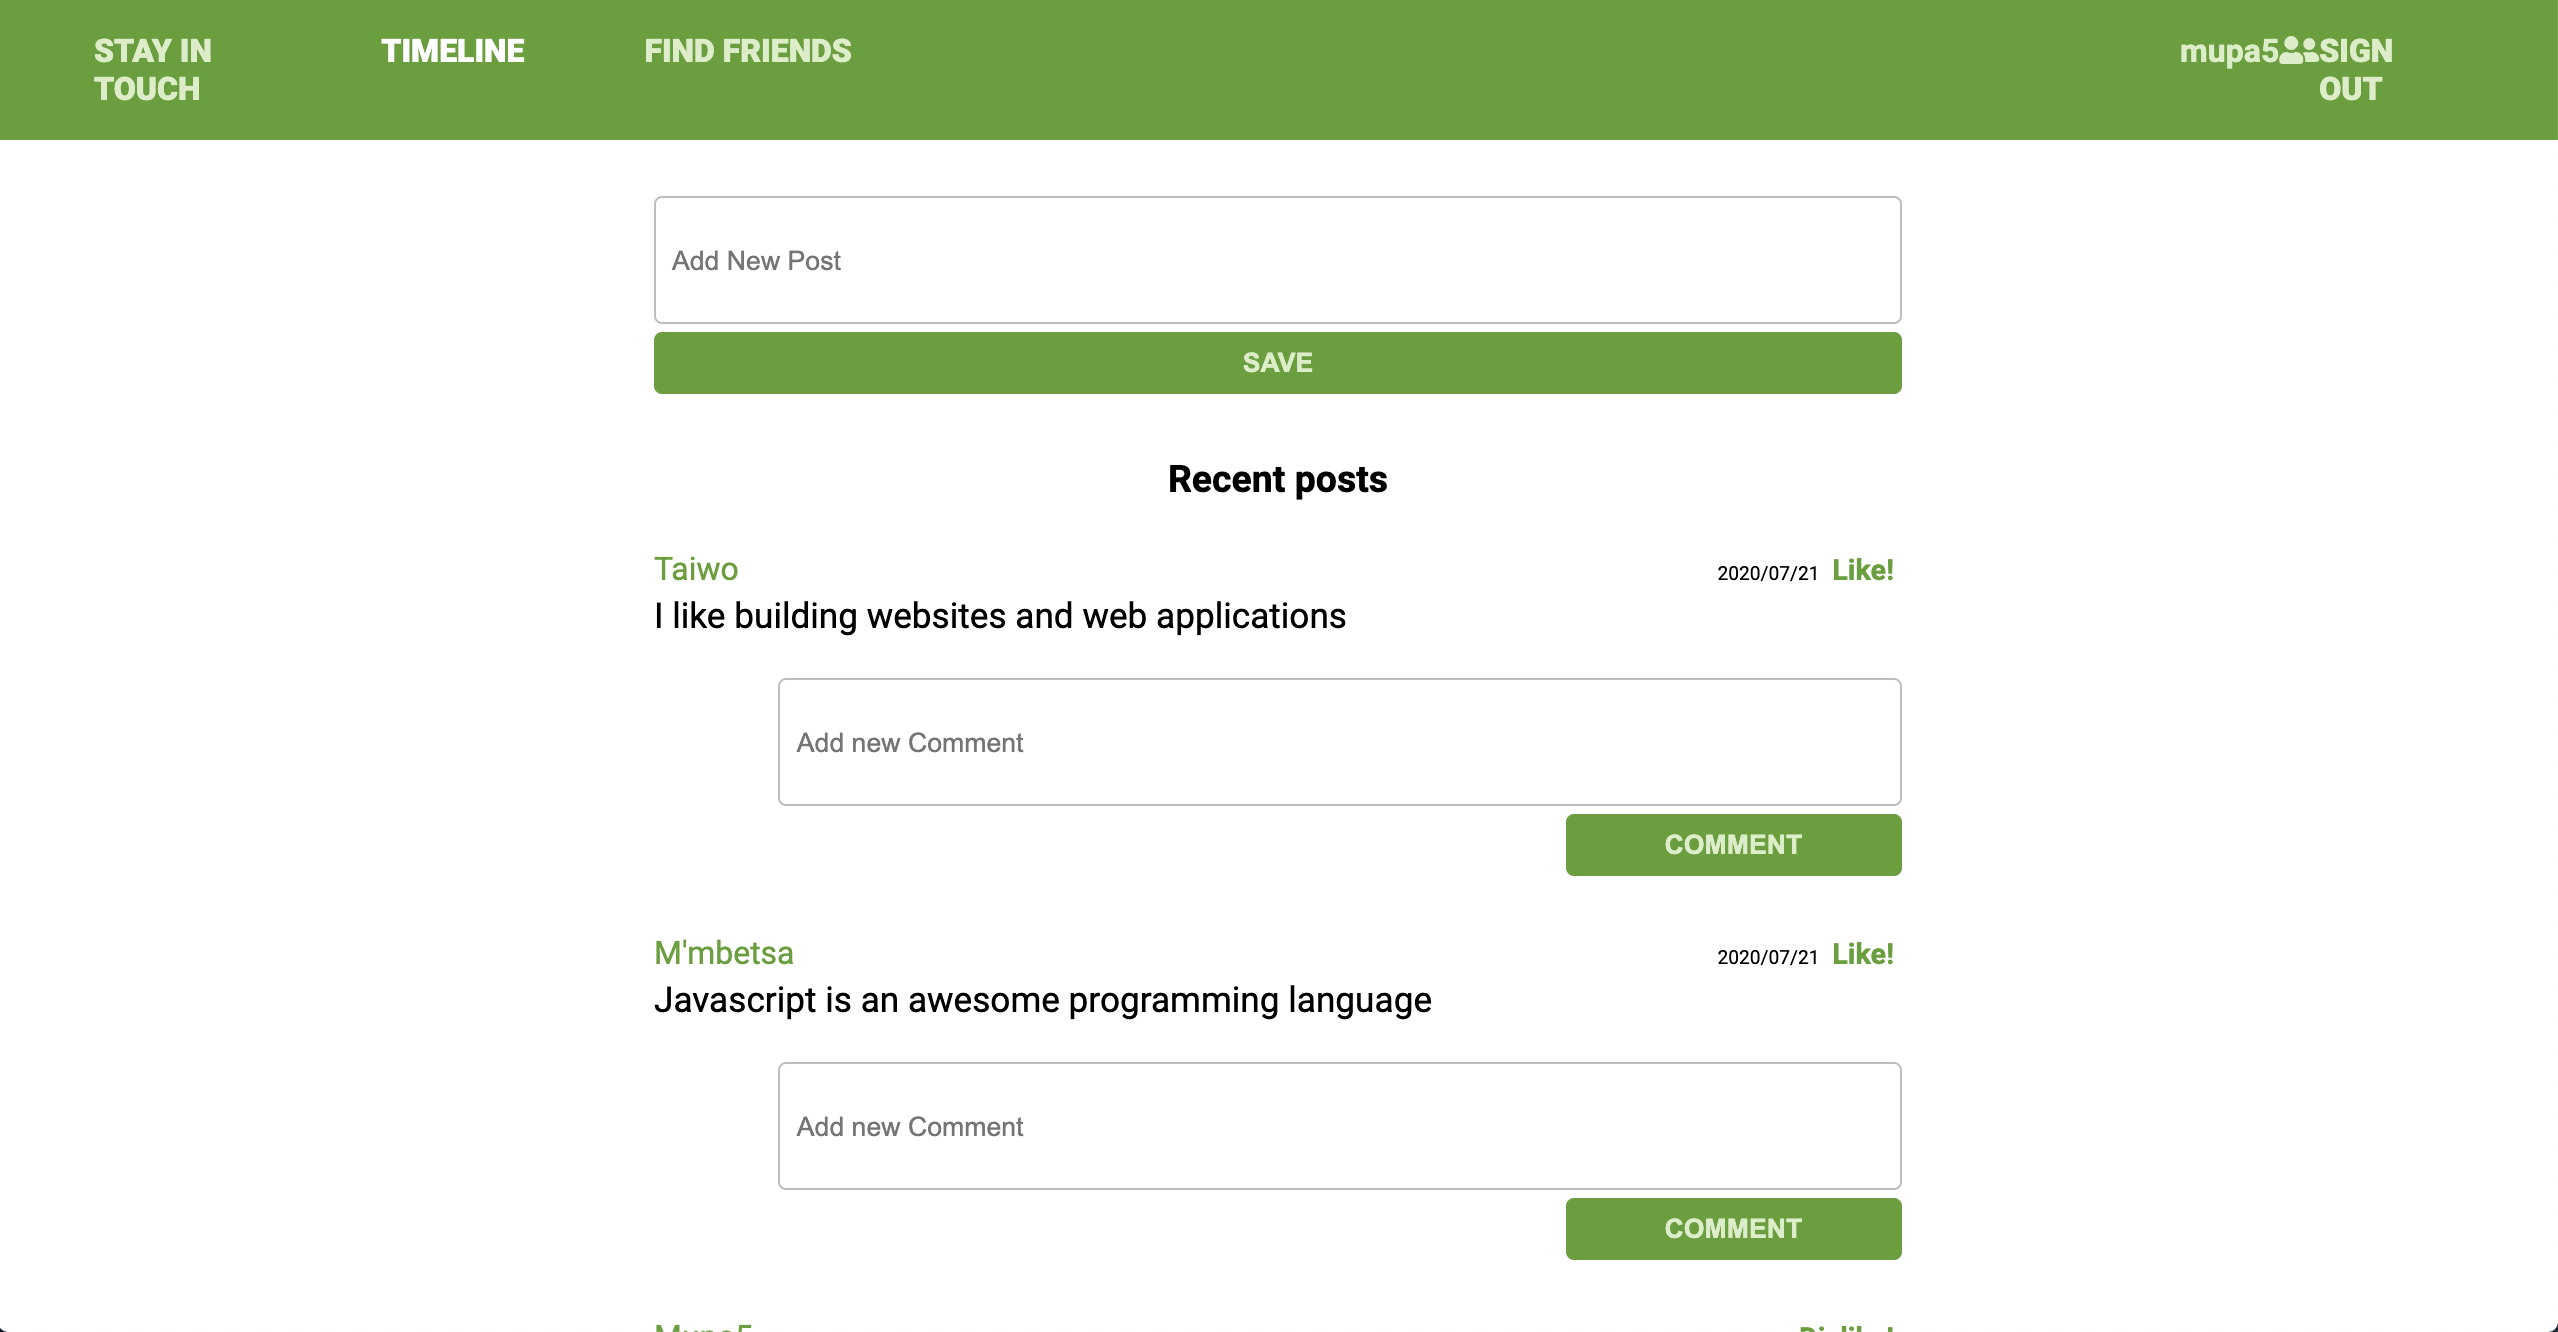 STAY IN
TOUCH
TIMELINE
FIND FRIENDS
mupa5
SIGN
OUT
Add New Post
SAVE
Recent posts
Taiwo
2020/07/21 Like!
I like building websites and web applications
Add new Comment
COMMENT
M'mbetsa
2020/07/21 Like!
Javascript is an awesome programming language
Add new Comment
COMMENT